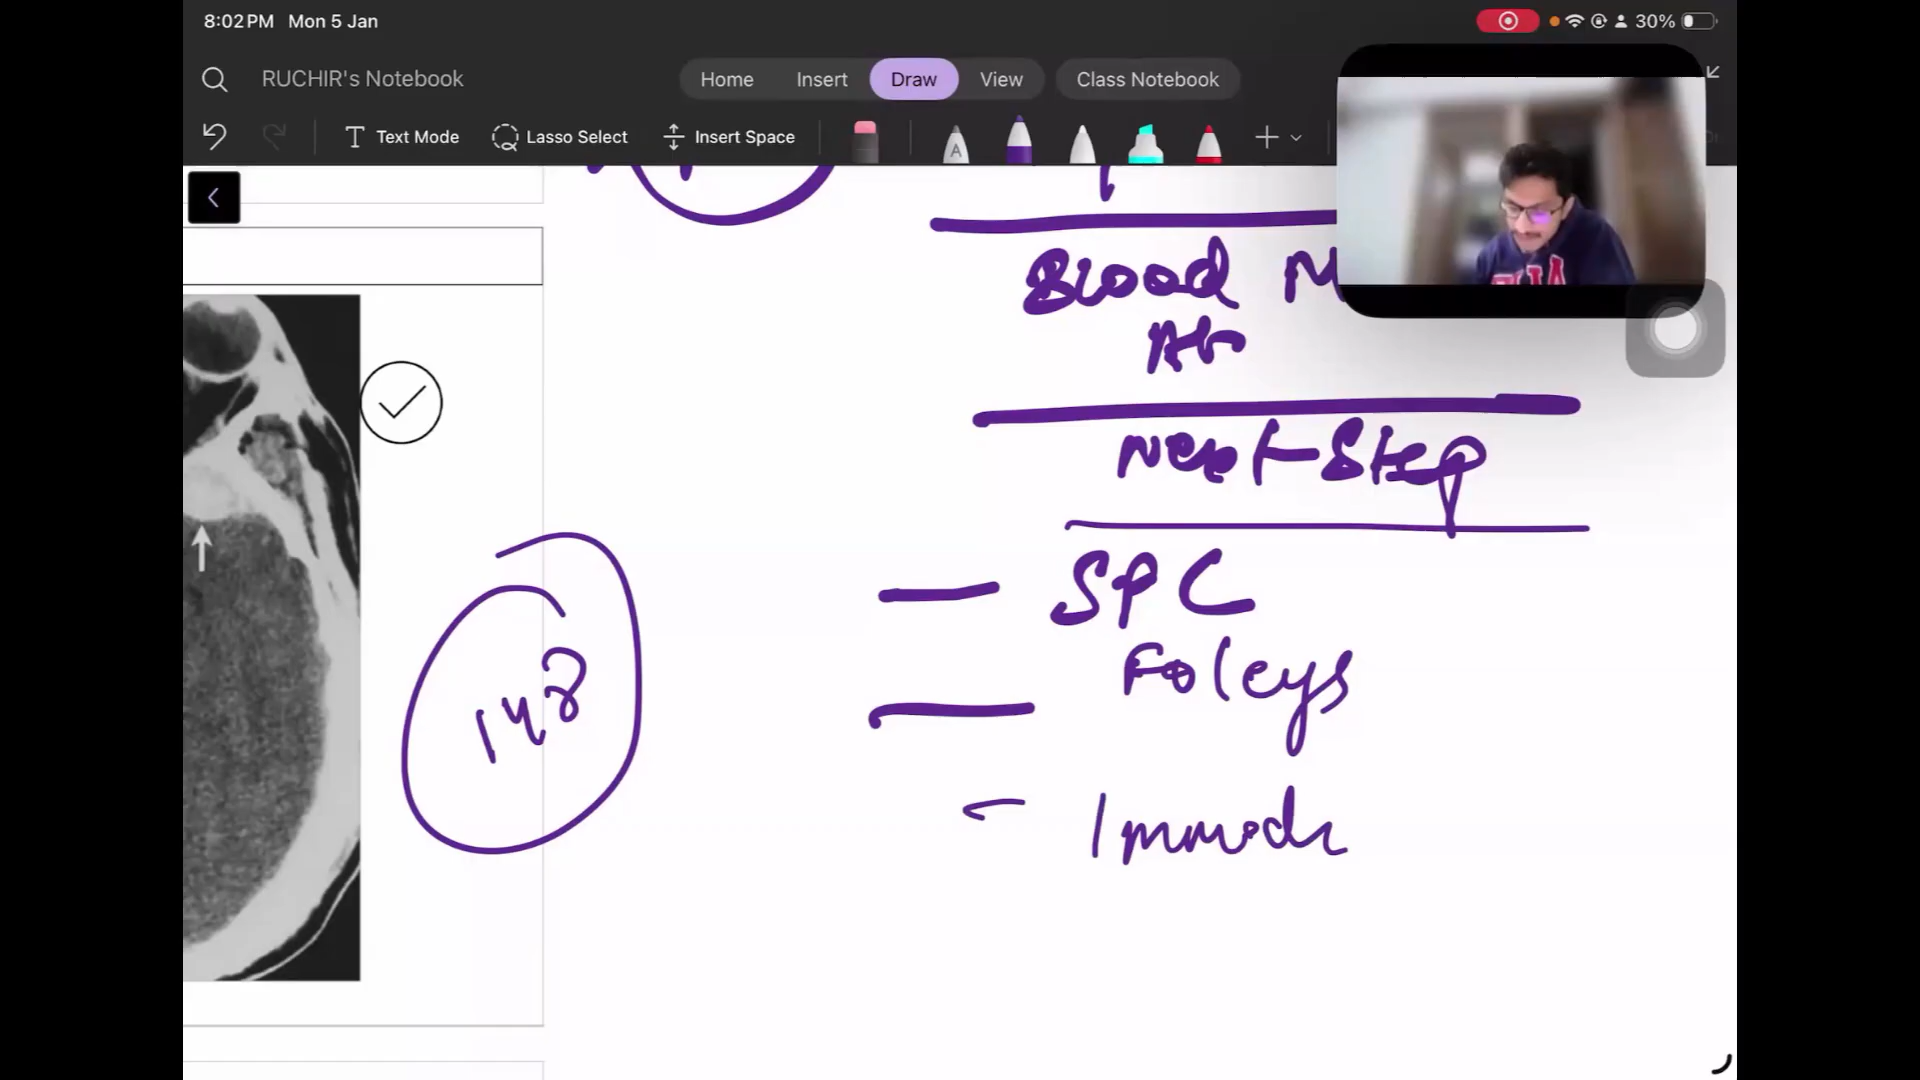 8:02 PM Mon 5 Jan
30%
RUCHIR's Notebook
Home Insert Draw View Class Notebook
Text Mode Lasso Select Insert Space
A
Blood M
At
Next Step
SPC
Foleys
148
Immedi